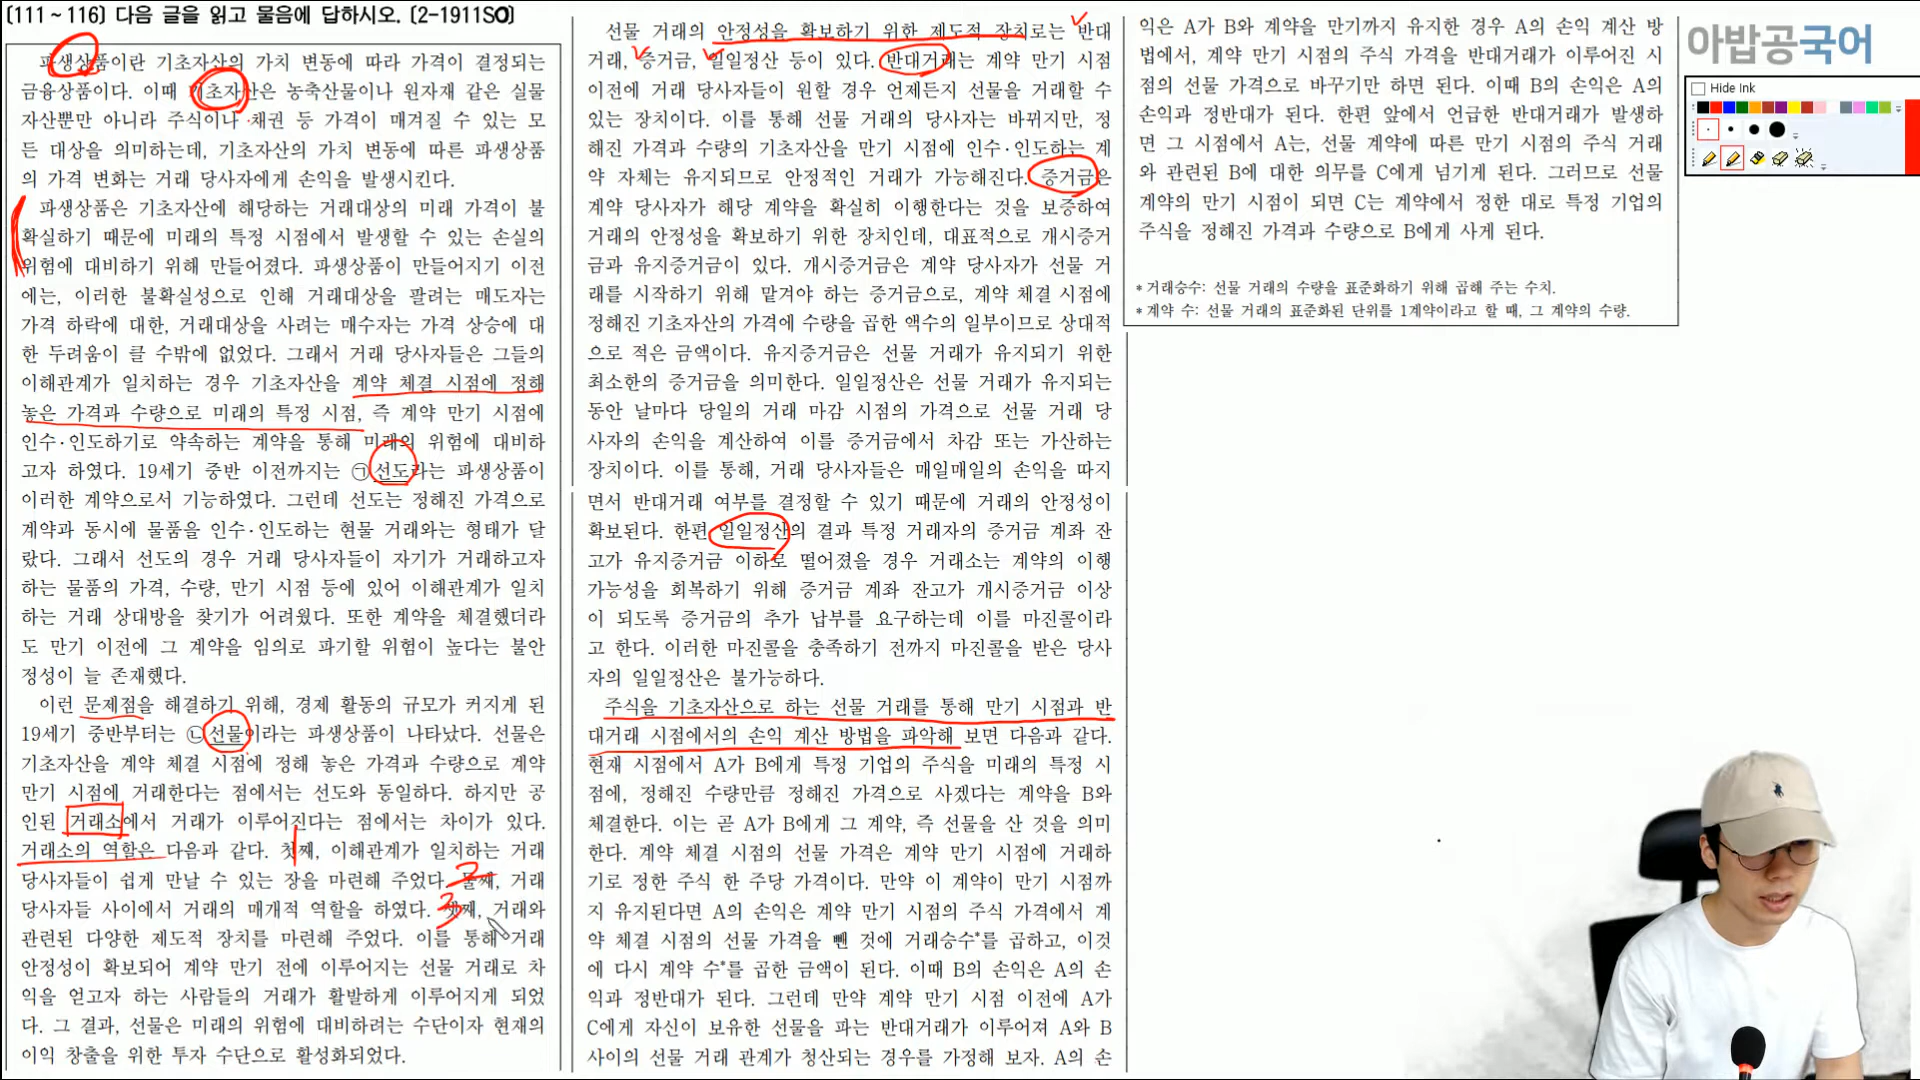 [111 ~ 116] 다음 글을 읽고 물음에 답하시오. [2-1911SO]
파생상품이란 기초자산의 가치 변동에 따라 가격이 결정되는
금융상품이다. 이때 기초자산은 농축산물이나 원자재 같은 실물
자산뿐만 아니라 주식이나 채권 등 가격이 매겨질 수 있는 모
든 대상을 의미하는데, 기초자산의 가치 변동에 따른 파생상품
의 가격 변화는 거래 당사자에게 손익을 발생시킨다.
파생상품은 기초자산에 해당하는 거래대상의 미래 가격이 불
확실하기 때문에 미래의 특정 시점에서 발생할 수 있는 손실의
위험에 대비하기 위해 만들어졌다. 파생상품이 만들어지기 이전
에는, 이러한 불확실성으로 인해 거래대상을 팔려는 매도자는
가격 하락에 대한, 거래대상을 사려는 매수자는 가격 상승에 대
한 두려움이 클 수밖에 없었다. 그래서 거래 당사자들은 그들의
이해관계가 일치하는 경우 기초자산을 계약 체결 시점에 정해
놓은 가격과 수량으로 미래의 특정 시점, 즉 계약 만기 시점에
인수·인도하기로 약속하는 계약을 통해 미래의 위험에 대비하
고자 하였다. 19세기 중반 이전까지는 ㉠선도라는 파생상품이
이러한 계약으로서 기능하였다. 그런데 선도는 정해진 가격으로
계약과 동시에 물품을 인수·인도하는 현물 거래와는 형태가 달
랐다. 그래서 선도의 경우 거래 당사자들이 자기가 거래하고자
하는 물품의 가격, 수량, 만기 시점 등에 있어 이해관계가 일치
하는 거래 상대방을 찾기가 어려웠다. 또한 계약을 체결했더라
도 만기 이전에 그 계약을 임의로 파기할 위험이 높다는 불안
정성이 늘 존재했다.
이런 문제점을 해결하기 위해, 경제 활동의 규모가 커지게 된
19세기 중반부터는 ㉡선물이라는 파생상품이 나타났다. 선물은
기초자산을 계약 체결 시점에 정해 놓은 가격과 수량으로 계약
만기 시점에 거래한다는 점에서는 선도와 동일하다. 하지만 공
인된 거래소에서 거래가 이루어진다는 점에서는 차이가 있다.
거래소의 역할은 다음과 같다. 첫째, 이해관계가 일치하는 거래
당사자들이 쉽게 만날 수 있는 장을 마련해 주었다. 둘째, 거래
당사자들 사이에서 거래의 매개적 역할을 하였다. 셋째, 거래와
관련된 다양한 제도적 장치를 마련해 주었다. 이를 통해 거래
안정성이 확보되어 계약 만기 전에 이루어지는 선물 거래로 차
익을 얻고자 하는 사람들의 거래가 활발하게 이루어지게 되었
다. 그 결과, 선물은 미래의 위험에 대비하려는 수단이자 현재의
이익 창출을 위한 투자 수단으로 활성화되었다.
1
2
3
선물 거래의 안정성을 확보하기 위한 제도적 장치로는 반대
거래, 증거금, 일일정산 등이 있다. 반대거래는 계약 만기 시점
이전에 거래 당사자들이 원할 경우 언제든지 선물을 거래할 수
있는 장치이다. 이를 통해 선물 거래의 당사자는 바뀌지만, 정
해진 가격과 수량의 기초자산을 만기 시점에 인수·인도하는 계
약 자체는 유지되므로 안정적인 거래가 가능해진다. 증거금은
계약 당사자가 해당 계약을 확실히 이행한다는 것을 보증하여
거래의 안정성을 확보하기 위한 장치인데, 대표적으로 개시증거
금과 유지증거금이 있다. 개시증거금은 계약 당사자가 선물 거
래를 시작하기 위해 맡겨야 하는 증거금으로, 계약 체결 시점에
정해진 기초자산의 가격에 수량을 곱한 액수의 일부이므로 상대적
으로 적은 금액이다. 유지증거금은 선물 거래가 유지되기 위한
최소한의 증거금을 의미한다. 일일정산은 선물 거래가 유지되는
동안 날마다 당일의 거래 마감 시점의 가격으로 선물 거래 당
사자의 손익을 계산하여 이를 증거금에서 차감 또는 가산하는
장치이다. 이를 통해, 거래 당사자들은 매일매일의 손익을 따지
면서 반대거래 여부를 결정할 수 있기 때문에 거래의 안정성이
확보된다. 한편 일일정산의 결과 특정 거래자의 증거금 계좌 잔
고가 유지증거금 이하로 떨어졌을 경우 거래소는 계약의 이행
가능성을 회복하기 위해 증거금 계좌 잔고가 개시증거금 이상
이 되도록 증거금의 추가 납부를 요구하는데 이를 마진콜이라
고 한다. 이러한 마진콜을 충족하기 전까지 마진콜을 받은 당사
자의 일일정산은 불가능하다.
주식을 기초자산으로 하는 선물 거래를 통해 만기 시점과 반
대거래 시점에서의 손익 계산 방법을 파악해 보면 다음과 같다.
현재 시점에서 A가 B에게 특정 기업의 주식을 미래의 특정 시
점에, 정해진 수량만큼 정해진 가격으로 사겠다는 계약을 B와
체결한다. 이는 곧 A가 B에게 그 계약, 즉 선물을 산 것을 의미
한다. 계약 체결 시점의 선물 가격은 계약 만기 시점에 거래하
기로 정한 주식 한 주당 가격이다. 만약 이 계약이 만기 시점까
지 유지된다면 A의 손익은 계약 만기 시점의 주식 가격에서 계
약 체결 시점의 선물 가격을 뺀 것에 거래승수*를 곱하고, 이것
에 다시 계약 수*를 곱한 금액이 된다. 이때 B의 손익은 A의 손
익과 정반대가 된다. 그런데 만약 계약 만기 시점 이전에 A가
C에게 자신이 보유한 선물을 파는 반대거래가 이루어져 A와 B
사이의 선물 거래 관계가 청산되는 경우를 가정해 보자. A의 손
익은 A가 B와 계약을 만기까지 유지한 경우 A의 손익 계산 방
법에서, 계약 만기 시점의 주식 가격을 반대거래가 이루어진 시
점의 선물 가격으로 바꾸기만 하면 된다. 이때 B의 손익은 A의
손익과 정반대가 된다. 한편 앞에서 언급한 반대거래가 발생하
면 그 시점에서 A는, 선물 계약에 따른 만기 시점의 주식 거래
와 관련된 B에 대한 의무를 C에게 넘기게 된다. 그러므로 선물
계약의 만기 시점이 되면 C는 계약에서 정한 대로 특정 기업의
주식을 정해진 가격과 수량으로 B에게 사게 된다.
* 거래승수: 선물 거래의 수량을 표준화하기 위해 곱해 주는 수치.
* 계약 수: 선물 거래의 표준화된 단위를 1계약이라고 할 때, 그 계약의 수량.
아밥공국어
Hide Ink